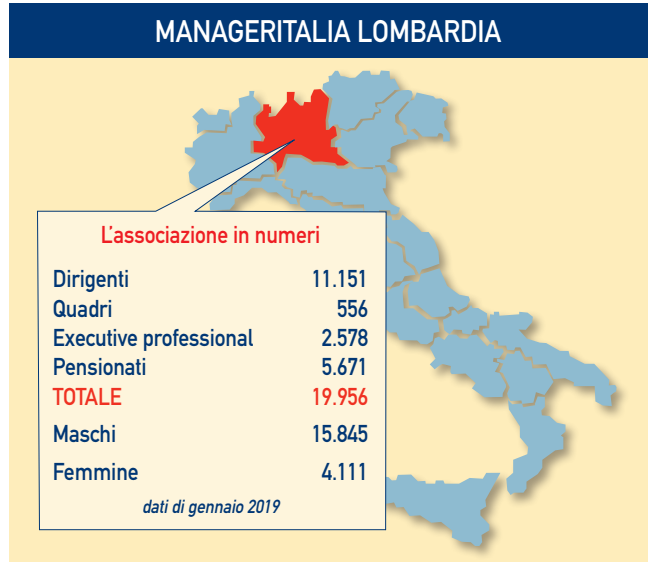 MANAGERITALIA LOMBARDIA
L'associazione in numeri
Dirigenti 11.151
Quadri 556
Executive professional 2.578
Pensionati 5.671
TOTALE 19.956
Maschi 15.845
Femmine 4.111
dati di gennaio 2019